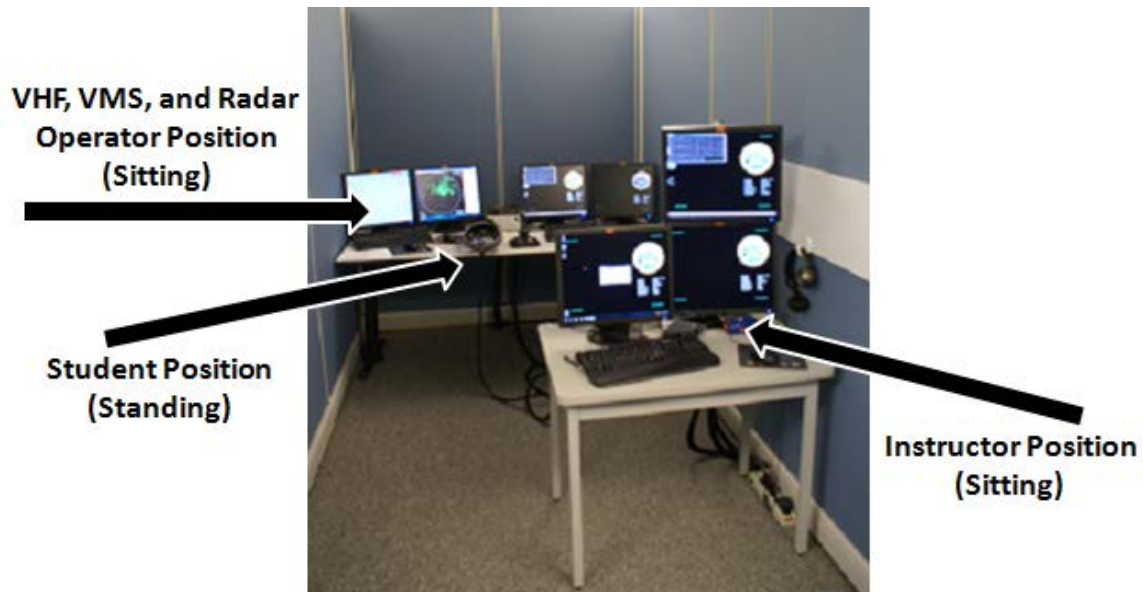 VHF, VMS, and Radar
Operator Position
(Sitting)
Student Position
(Standing)
Instructor Position
(Sitting)